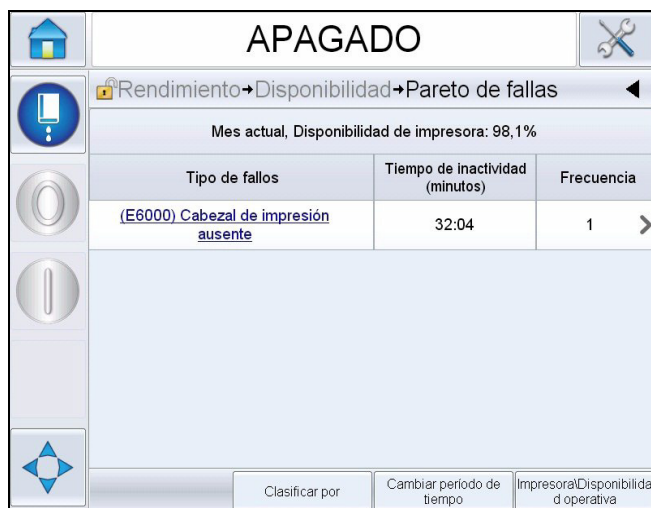 APAGADO
Rendimiento→Disponibilidad→Pareto de fallas
Mes actual, Disponibilidad de impresora: 98,1%
Tipo de fallos
Tiempo de inactividad
(minutos)
Frecuencia
(E6000) Cabezal de impresión
ausente
32:04
1
Clasificar por
Cambiar período de
tiempo
Impresora\Disponibilida
d operativa